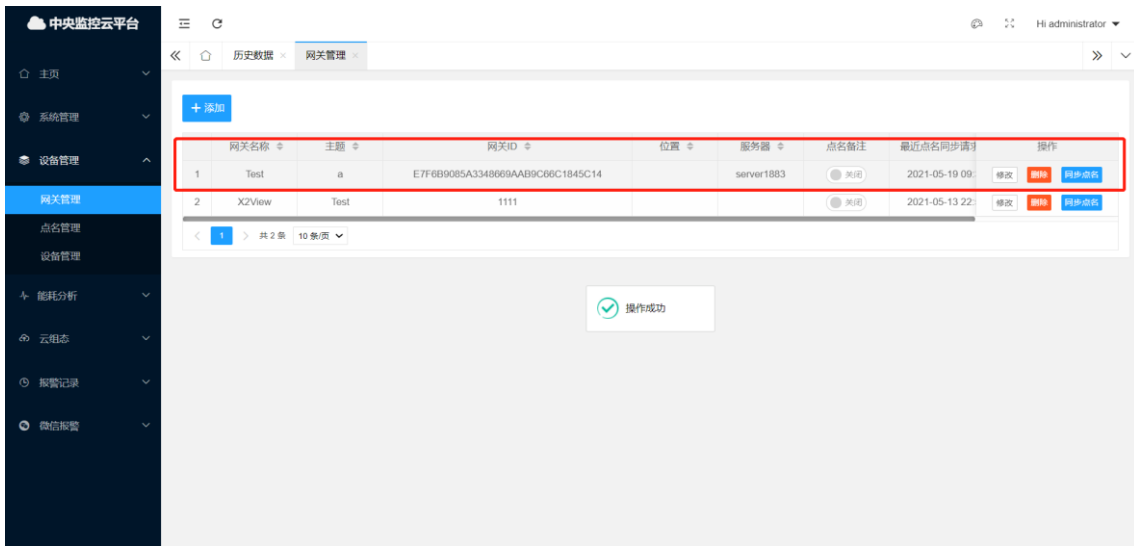 中央监控云平台
Hi administrator
主页
系统管理
设备管理
网关管理
点名管理
设备管理
能耗分析
云组态
报警记录
微信报警
历史数据 × 网关管理 ×
添加
网关名称 主题 网关ID 位置 服务器 点名备注 最近点名同步请求 操作
1 Test a E7F6B9085A3348669AAB9C66C1845C14 server1883 关闭 2021-05-19 09: 修改 删除 同步点名
2 X2View Test 1111 关闭 2021-05-13 22: 修改 删除 同步点名
< 1 > 共 2 条 10 条/页
操作成功